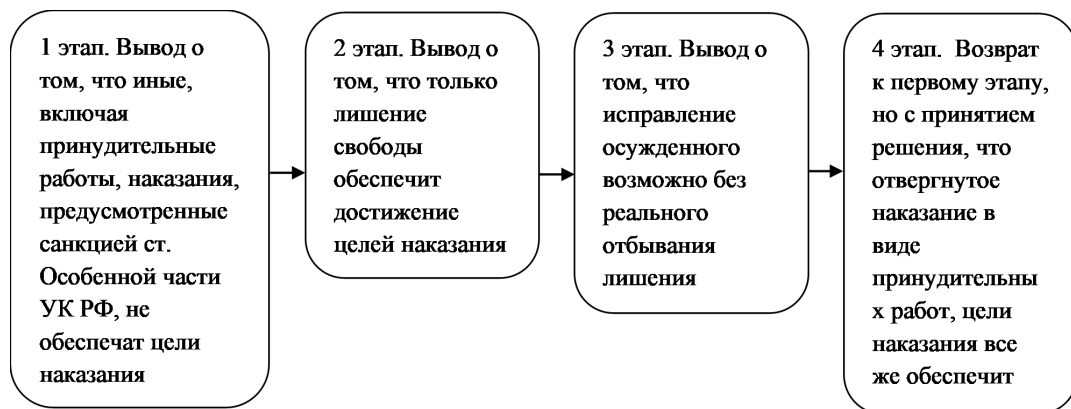 1 этап. Вывод о
том, что иные,
включая
принудительные
работы, наказания,
предусмотренные
санкцией ст.
Особенной части
УК РФ, не
обеспечат цели
наказания
2 этап. Вывод о
том, что только
лишение
свободы
обеспечит
достижение
целей наказания
3 этап. Вывод о
том, что
исправление
осужденного
возможно без
реального
отбывания
лишения
4 этап. Возврат
к первому этапу,
но с принятием
решения, что
отвергнутое
наказание в
виде
принудительны
х работ, цели
наказания все
же обеспечит